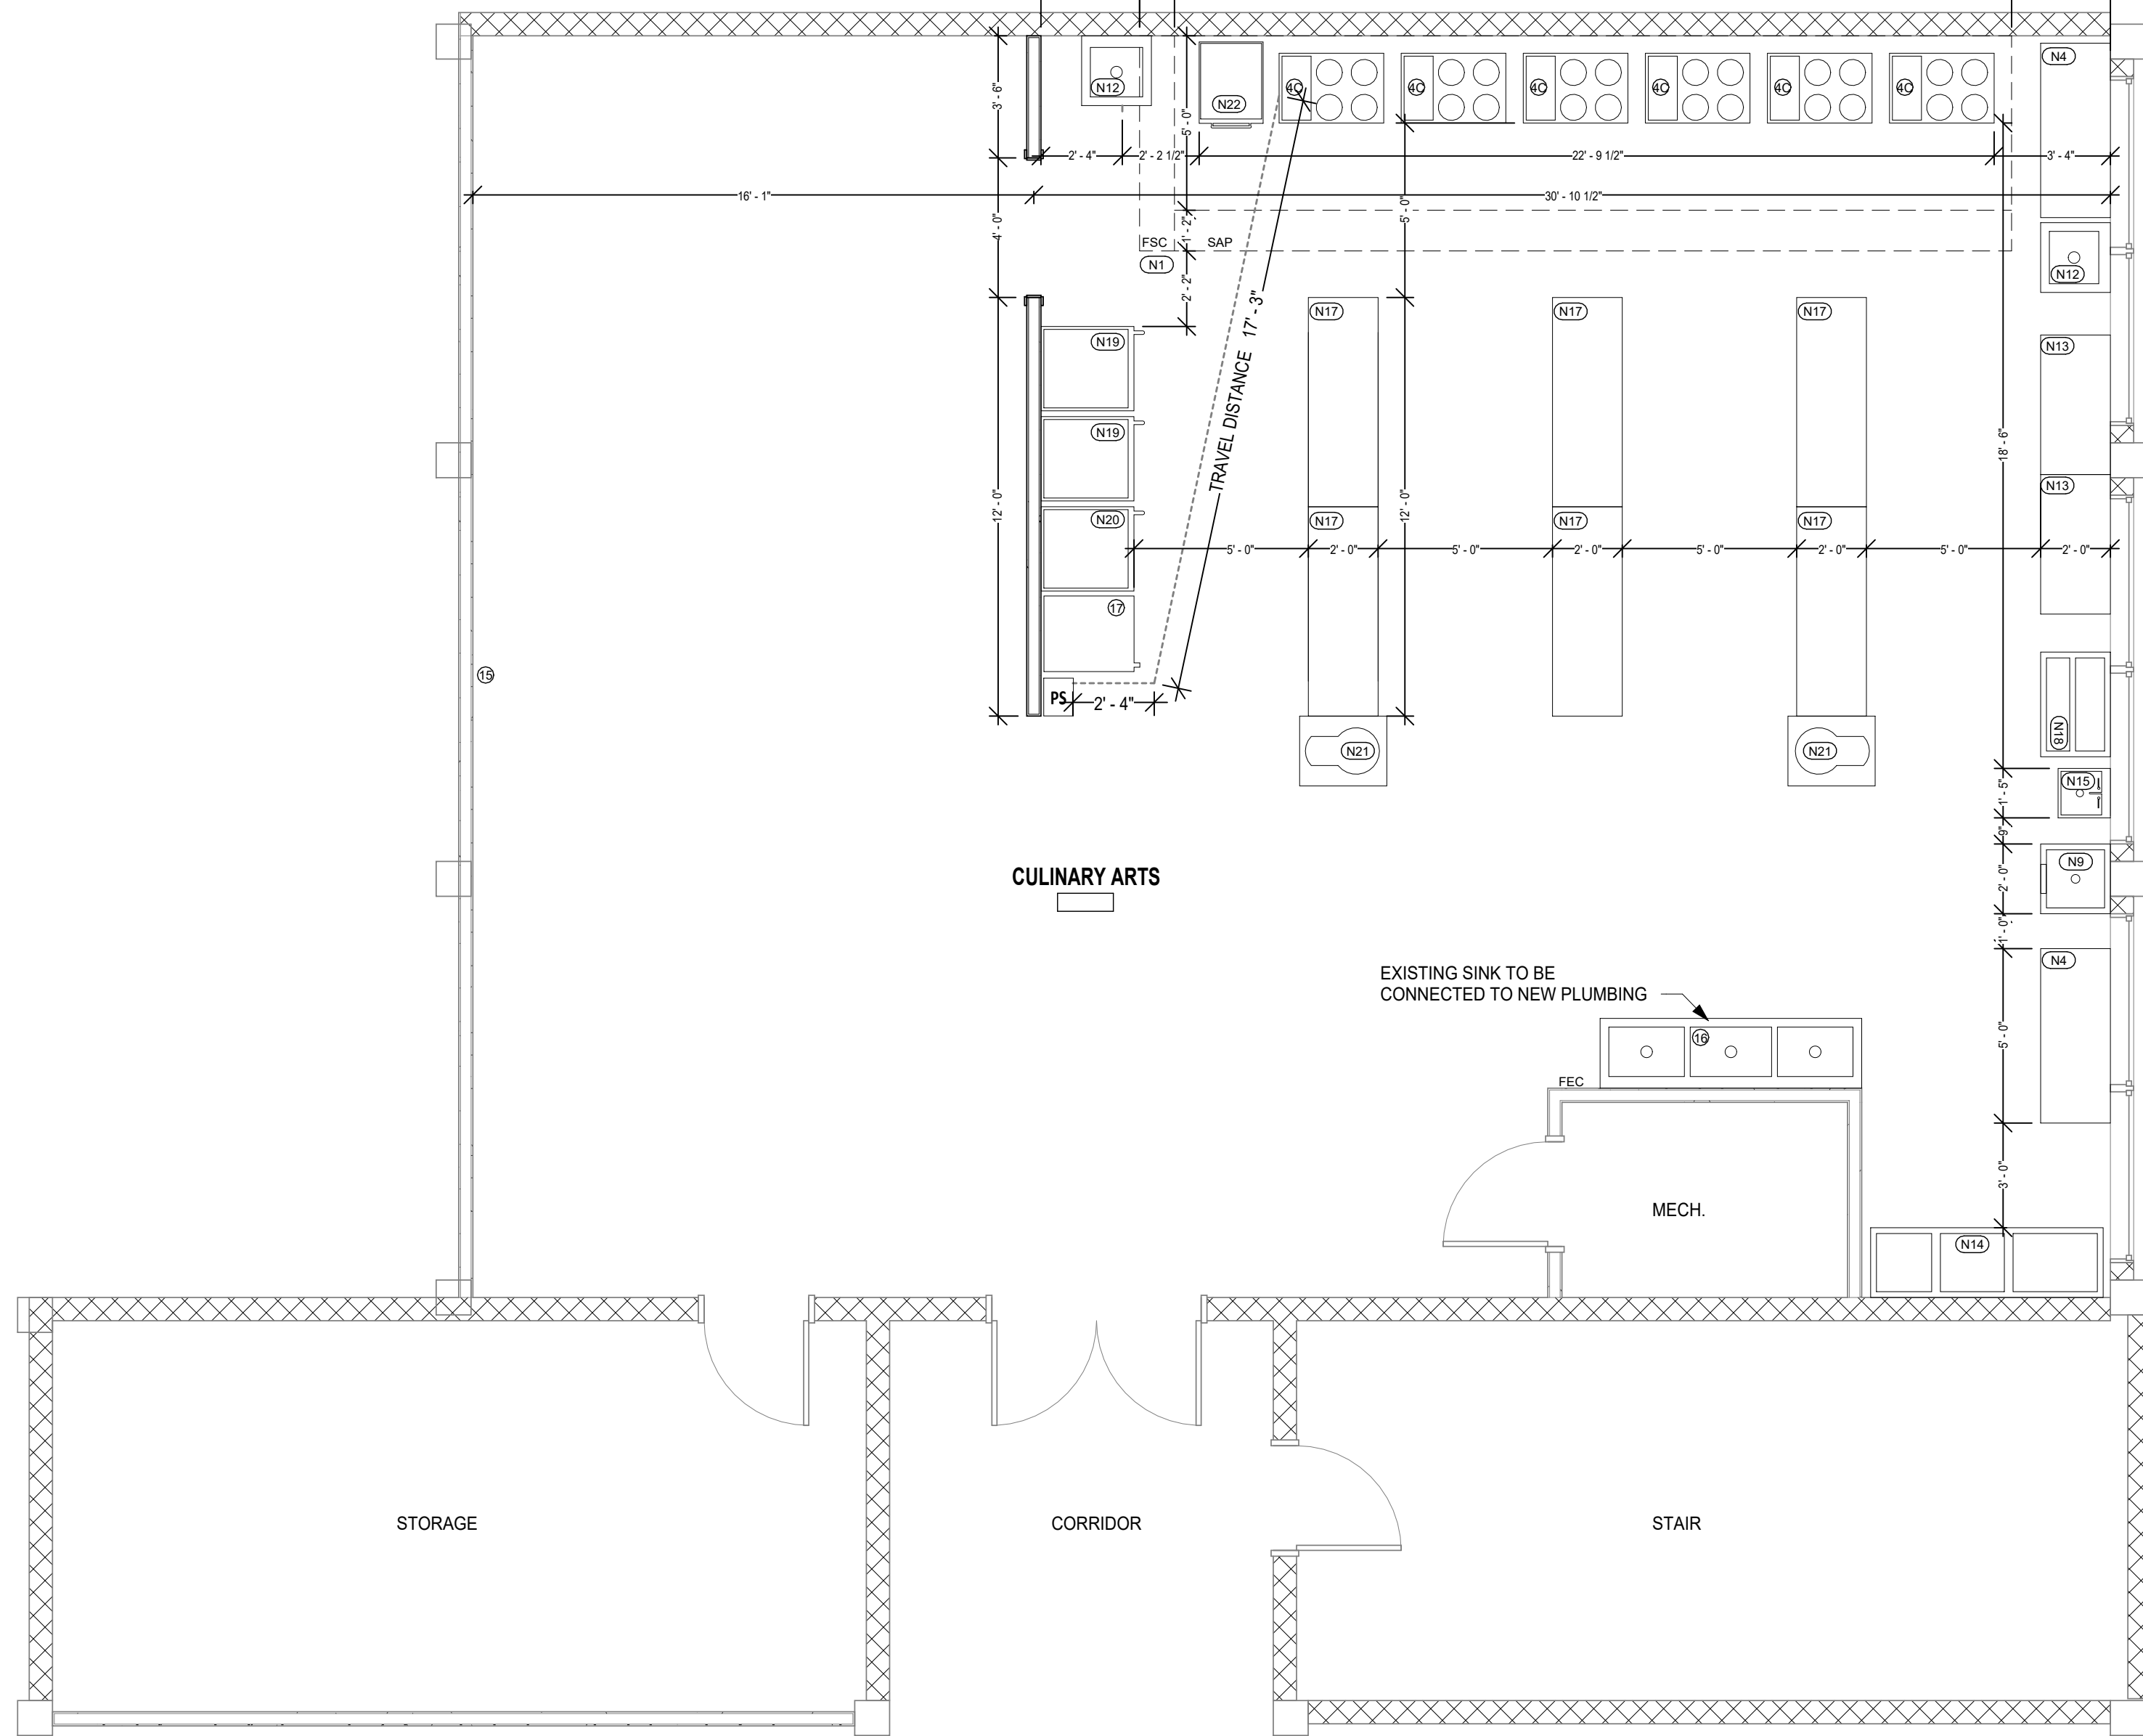 N12
N22
4C
4C
4C
4C
4C
4C
N4
3' - 6"
5' - 0"
2' - 4"
2' - 2 1/2"
22' - 9 1/2"
3' - 4"
16' - 1"
30' - 10 1/2"
4' - 0"
1' - 2"
5' - 0"
FSC
SAP
N1
N12
2' - 2"
N17
N17
N17
N19
N13
TRAVEL DISTANCE 17' - 3"
N19
18' - 6"
N13
12' - 0"
12' - 0"
N20
N17
N17
N17
5' - 0"
2' - 0"
5' - 0"
2' - 0"
5' - 0"
2' - 0"
5' - 0"
2' - 0"
17
15
PS
2' - 4"
N21
N21
N18
N15
1' - 5"
9"
N9
2' - 0"
CULINARY ARTS
1' - 0"
N4
EXISTING SINK TO BE
CONNECTED TO NEW PLUMBING
16
5' - 0"
FEC
3' - 0"
MECH.
N14
STORAGE
CORRIDOR
STAIR